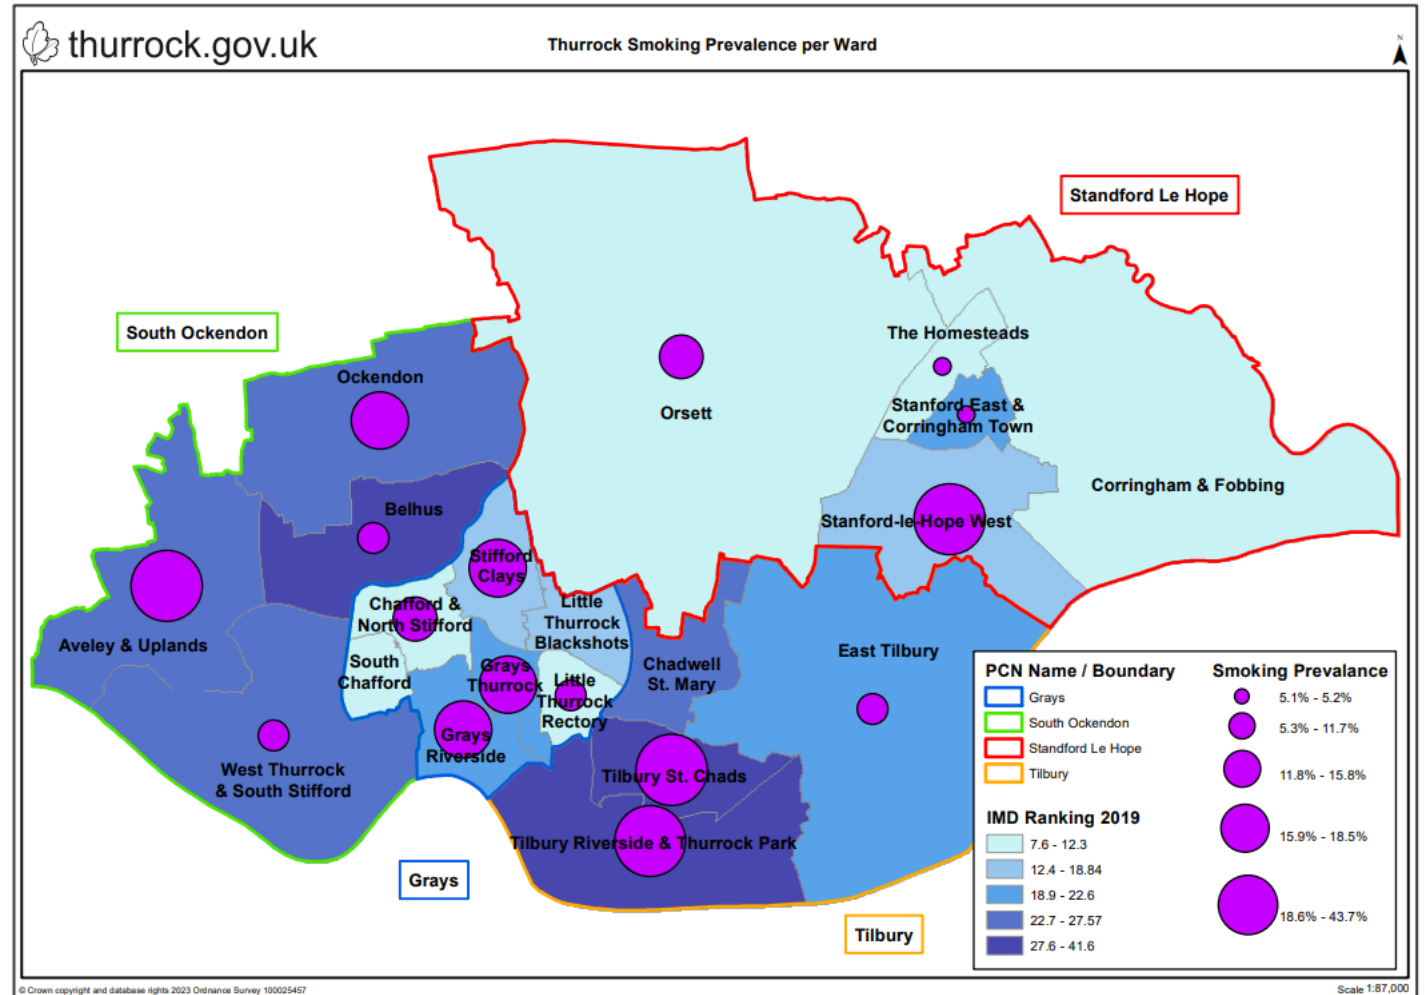 thurrock.gov.uk
Thurrock Smoking Prevalence per Ward
N
Standford Le Hope
South Ockendon
The Homesteads
Ockendon
Orsett
Stanford East &
Corringham Town
Corringham & Fobbing
Belhus
Stanford-le-Hope West
Stifford
Clays
Chafford &
North Stifford
Little
Thurrock
Blackshots
Aveley & Uplands
South
Chafford
Grays
Thurrock
Little
Thurrock
Rectory
Chadwell
St. Mary
East Tilbury
Grays
Riverside
West Thurrock
& South Stifford
Tilbury St. Chads
Tilbury Riverside & Thurrock Park
Grays
Tilbury
PCN Name / Boundary
Grays
South Ockendon
Standford Le Hope
Tilbury
IMD Ranking 2019
7.6 - 12.3
12.4 - 18.84
18.9 - 22.6
22.7 - 27.57
27.6 - 41.6
Smoking Prevalance
5.1% - 5.2%
5.3% - 11.7%
11.8% - 15.8%
15.9% - 18.5%
18.6% - 43.7%
© Crown copyright and database rights 2023 Ordnance Survey 100025457
Scale 1:87,000